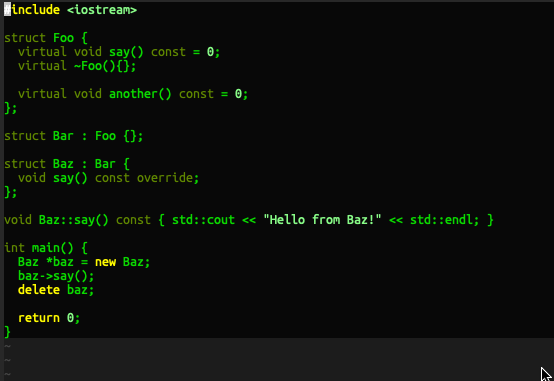 #include <iostream>
struct Foo {
  virtual void say() const = 0;
  virtual ~Foo(){};
  virtual void another() const = 0;
};
struct Bar : Foo {};
struct Baz : Bar {
  void say() const override;
};
void Baz::say() const { std::cout << "Hello from Baz!" << std::endl; }
int main() {
  Baz *baz = new Baz;
  baz->say();
  delete baz;
  return 0;
}
~
~
~